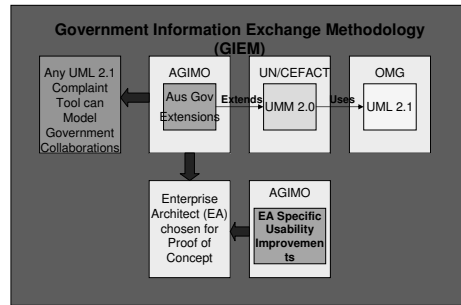 Government Information Exchange Methodology
(GIEM)
Any UML 2.1
Complaint
Tool can
Model
Government
Collaborations
AGIMO
Aus Gov
Extensions
Extends
UN/CEFACT
UMM 2.0
Uses
OMG
UML 2.1
Enterprise
Architect (EA)
chosen for
Proof of
Concept
AGIMO
EA Specific
Usability
Improvemen
ts